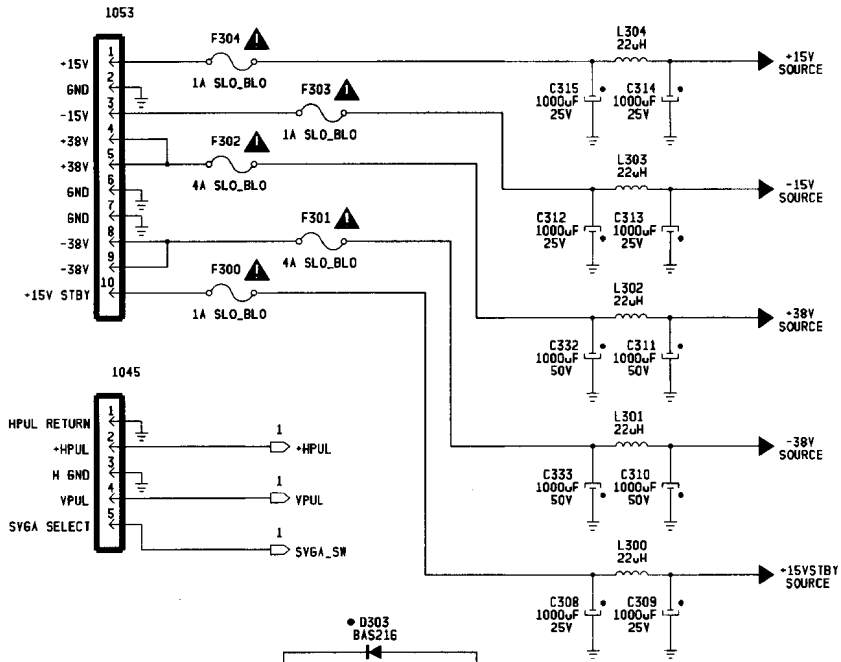 1053
1
+15V
2
GND
3
-15V
4
+38V
5
+38V
6
GND
7
GND
8
-38V
9
-38V
10
+15V STBY
F304
1A SLO_BLO
F303
1A SLO_BLO
F302
4A SLO_BLO
F301
4A SLO_BLO
F300
1A SLO_BLO
L304
22uH
C315
1000uF
25V
C314
1000uF
25V
+15V
SOURCE
L303
22uH
C312
1000uF
25V
C313
1000uF
25V
-15V
SOURCE
L302
22uH
C332
1000uF
50V
C311
1000uF
50V
+38V
SOURCE
L301
22uH
C333
1000uF
50V
C310
1000uF
50V
-38V
SOURCE
L300
22uH
C308
1000uF
25V
C309
1000uF
25V
+15VSTBY
SOURCE
1045
1
HPUL RETURN
2
+HPUL
3
H GND
4
VPUL
5
SVGA SELECT
1
+HPUL
1
VPUL
1
SVGA_SW
D303
BAS216